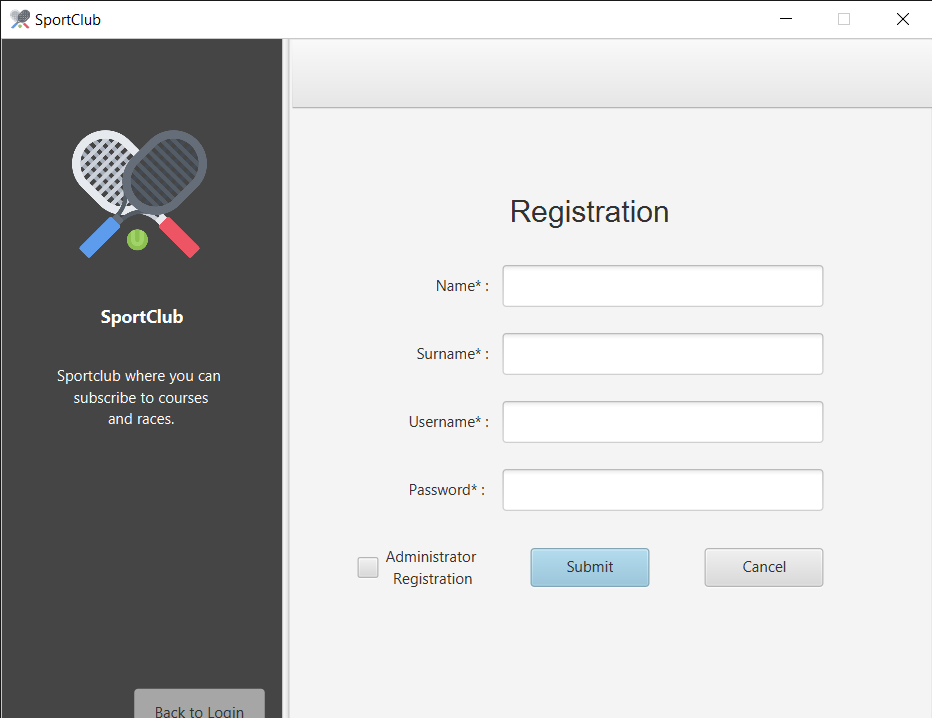 SportClub
SportClub
Sportclub where you can
subscribe to courses
and races.
Back to Login
Registration
Name* :
Surname* :
Username* :
Password* :
Administrator
Registration
Submit
Cancel